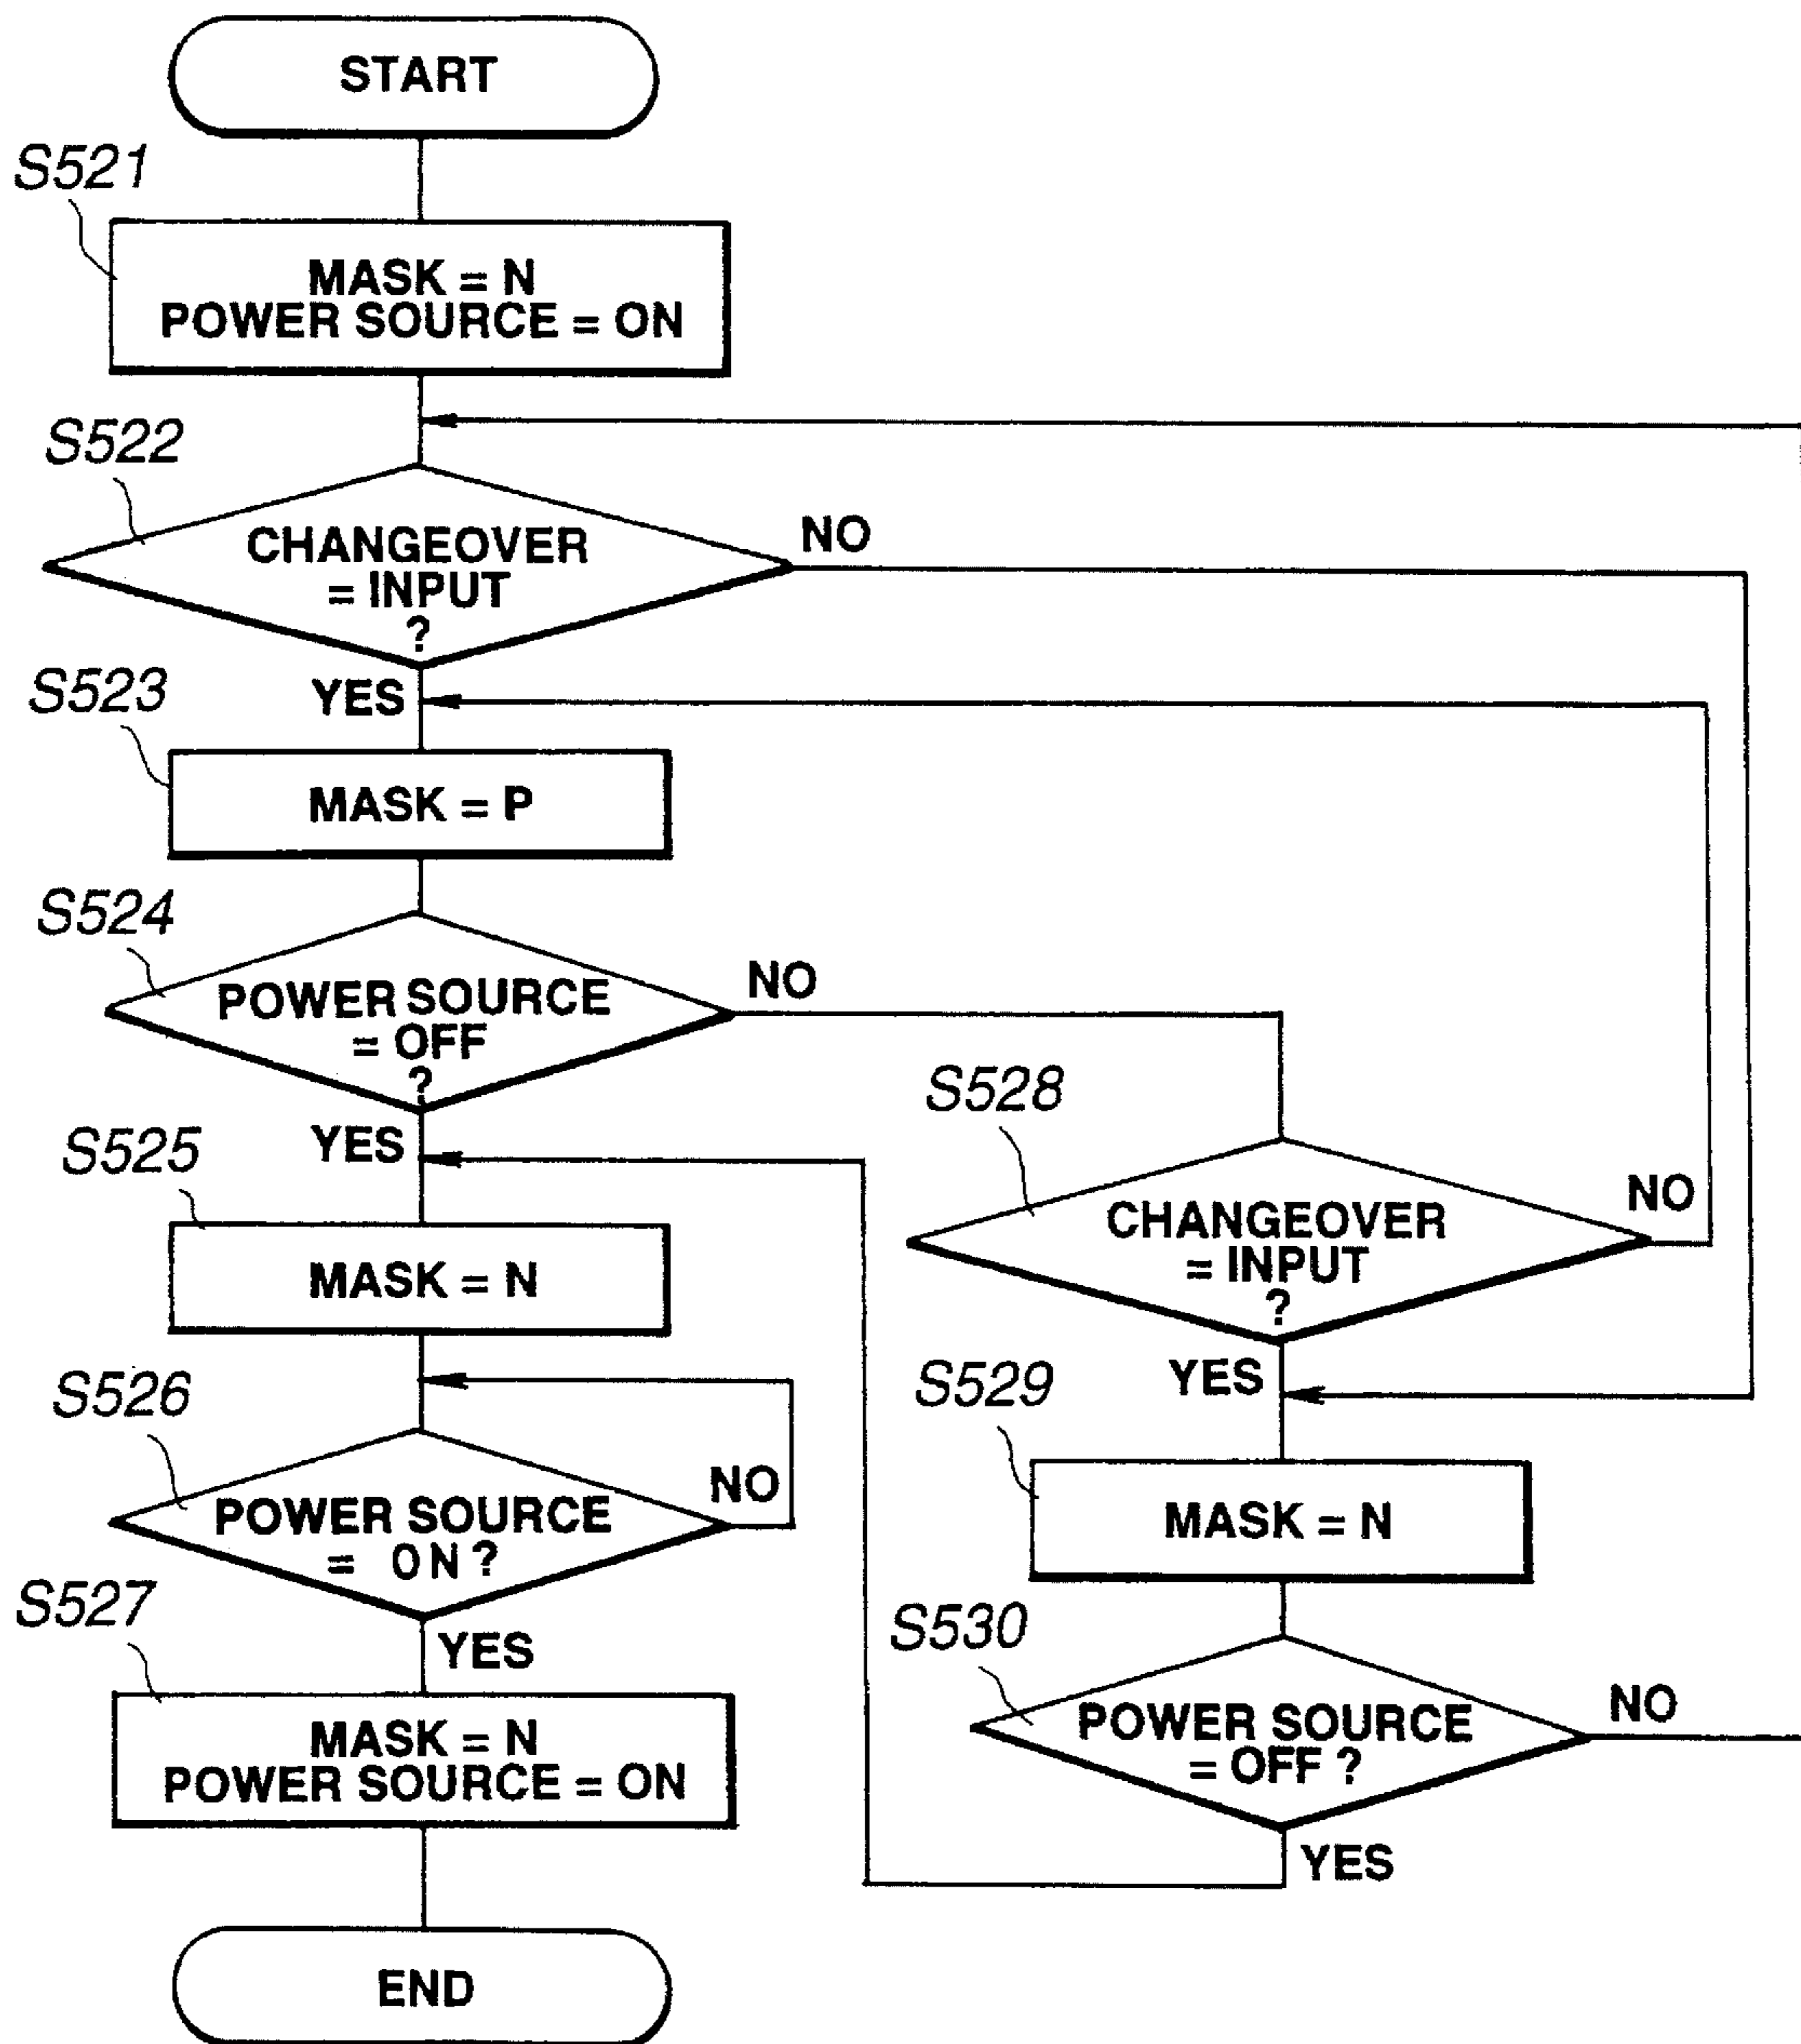 START
S521
MASK = N
POWER SOURCE = ON
S522
CHANGEOVER
= INPUT
?
NO
YES
S523
MASK = P
S524
POWER SOURCE
= OFF
?
NO
YES
S525
MASK = N
S526
POWER SOURCE
= ON ?
NO
YES
S527
MASK = N
POWER SOURCE = ON
END
S528
CHANGEOVER
= INPUT
?
NO
YES
S529
MASK = N
S530
POWER SOURCE
= OFF ?
NO
YES